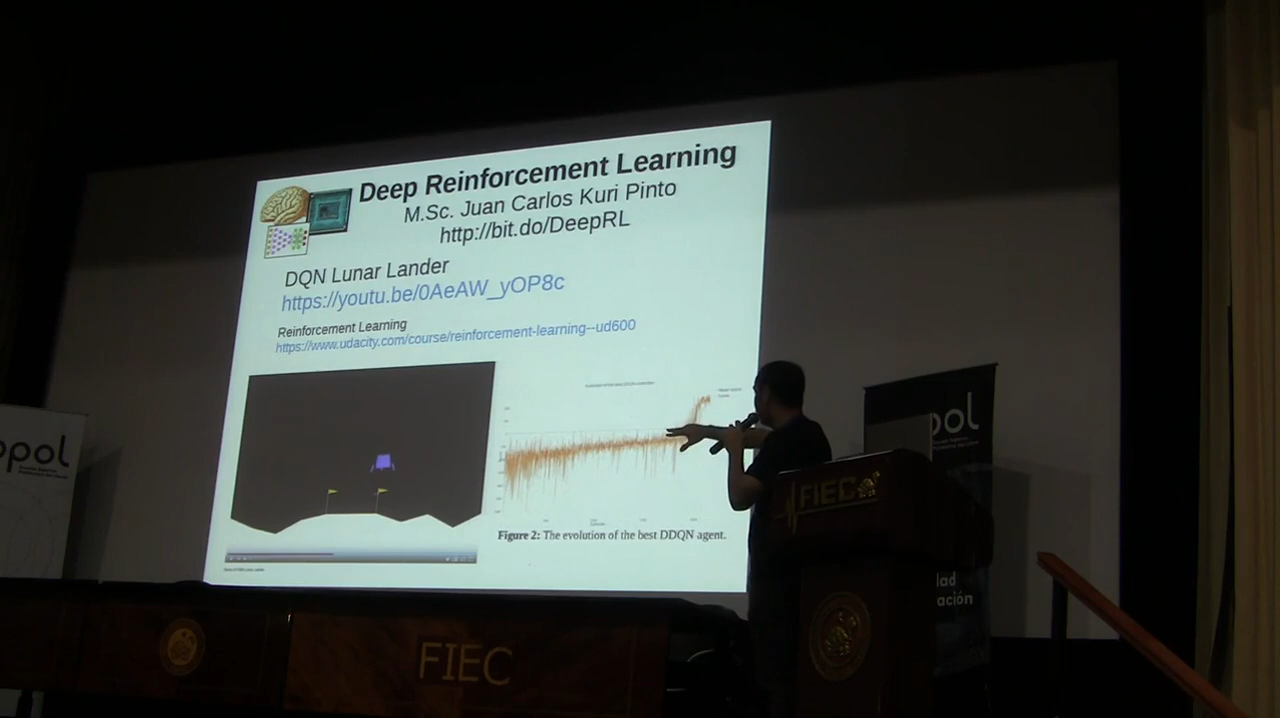 Deep Reinforcement Learning
M.Sc. Juan Carlos Kuri Pinto
http://bit.do/DeepRL
DQN Lunar Lander
https://youtu.be/0AeAW_yOP8c
Reinforcement Learning
https://www.udacity.com/course/reinforcement-learning--ud600
Figure 2: The evolution of the best DDQN agent.
opol
pol
FIEC
lad
ación
FIEC